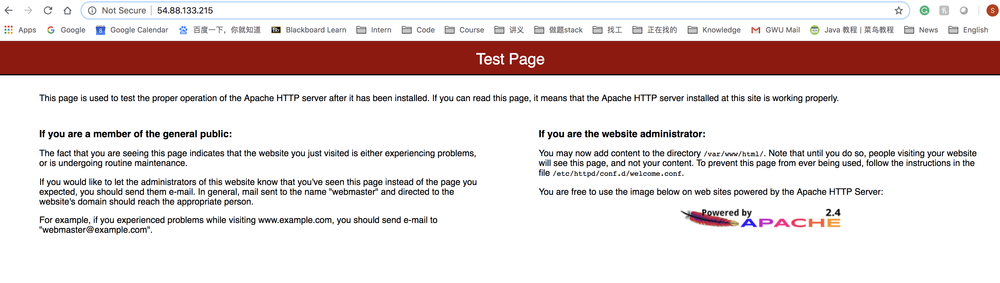 Not Secure | 54.88.133.215 S
Apps Google 8 Google Calendar du 百度一下，你就知道 Bb Blackboard Learn Intern Code Course 讲义 做题stack 找工 正在找的 Knowledge GWU Mail Java 教程 | 菜鸟教程 News English
Test Page
This page is used to test the proper operation of the Apache HTTP server after it has been installed. If you can read this page, it means that the Apache HTTP server installed at this site is working properly.
If you are a member of the general public:
The fact that you are seeing this page indicates that the website you just visited is either experiencing problems,
or is undergoing routine maintenance.
If you would like to let the administrators of this website know that you've seen this page instead of the page you
expected, you should send them e-mail. In general, mail sent to the name "webmaster" and directed to the
website's domain should reach the appropriate person.
For example, if you experienced problems while visiting www.example.com, you should send e-mail to
"webmaster@example.com".
If you are the website administrator:
You may now add content to the directory /var/www/html/. Note that until you do so, people visiting your website
will see this page, and not your content. To prevent this page from ever being used, follow the instructions in the
file /etc/httpd/conf.d/welcome.conf.
You are free to use the image below on web sites powered by the Apache HTTP Server:
Powered by 2.4
APACHE